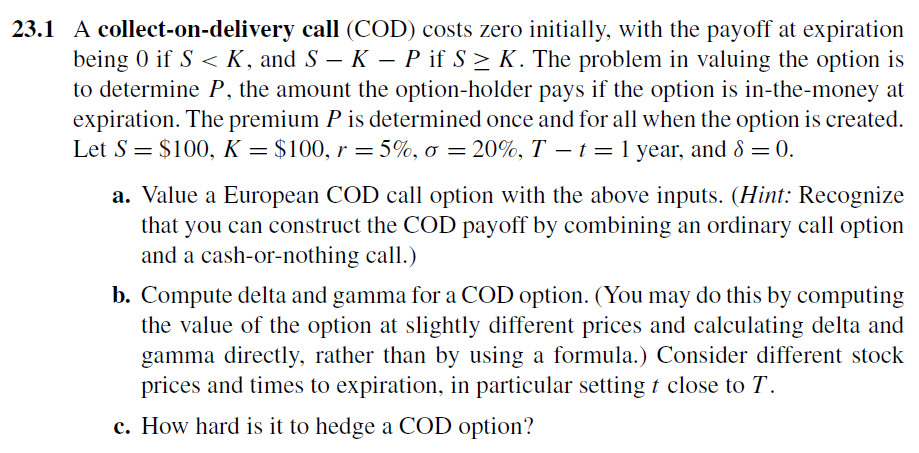 23.1 A collect-on-delivery call (COD) costs zero initially, with the payoff at expiration
being 0 if S < K, and S − K − P if S ≥ K. The problem in valuing the option is
to determine P, the amount the option-holder pays if the option is in-the-money at
expiration. The premium P is determined once and for all when the option is created.
Let S = $100, K = $100, r = 5%, σ = 20%, T − t = 1 year, and δ = 0.
a. Value a European COD call option with the above inputs. (Hint: Recognize
that you can construct the COD payoff by combining an ordinary call option
and a cash-or-nothing call.)
b. Compute delta and gamma for a COD option. (You may do this by computing
the value of the option at slightly different prices and calculating delta and
gamma directly, rather than by using a formula.) Consider different stock
prices and times to expiration, in particular setting t close to T.
c. How hard is it to hedge a COD option?